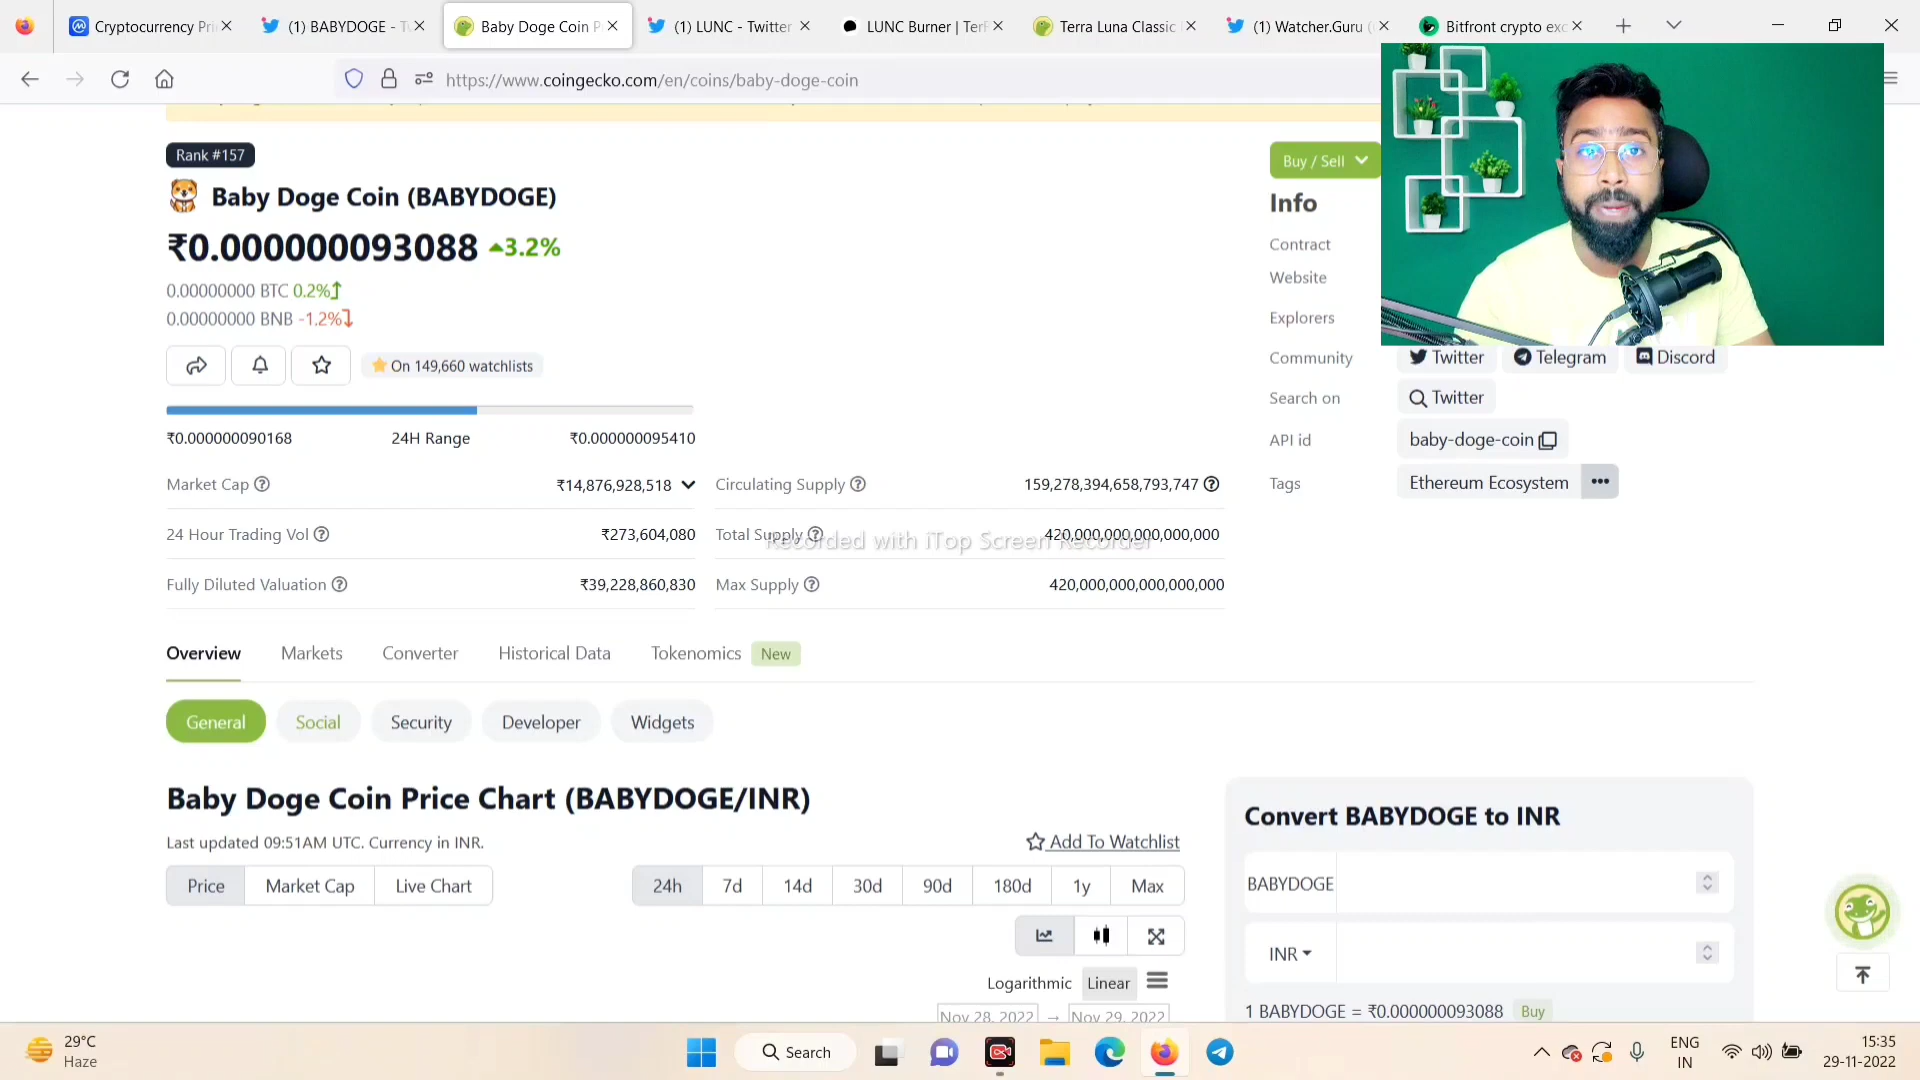 Cryptocurrency Pri
(1) BABYDOGE - T
Baby Doge Coin P
(1) LUNC - Twitter
LUNC Burner | Ter
Terra Luna Classic
(1) Watcher.Guru (
Bitfront crypto exc
https://www.coingecko.com/en/coins/baby-doge-coin
Rank #157
Baby Doge Coin (BABYDOGE)
₹0.000000093088 3.2%
0.00000000 BTC 0.2%
0.00000000 BNB -1.2%
On 149,660 watchlists
₹0.000000090168 24H Range ₹0.000000095410
Market Cap ₹14,876,928,518
24 Hour Trading Vol ₹273,604,080
Fully Diluted Valuation ₹39,228,860,830
Circulating Supply 159,278,394,658,793,747
Total Supply 420,000,000,000,000,000
Max Supply 420,000,000,000,000,000
Recorded with iTop Screen Recorder
Buy / Sell
Info
Contract
Website
Explorers
Community Twitter Telegram Discord
Search on Twitter
API id baby-doge-coin
Tags Ethereum Ecosystem •••
Overview Markets Converter Historical Data Tokenomics New
General Social Security Developer Widgets
Baby Doge Coin Price Chart (BABYDOGE/INR)
Last updated 09:51AM UTC. Currency in INR.
Add To Watchlist
Price Market Cap Live Chart
24h 7d 14d 30d 90d 180d 1y Max
Logarithmic Linear
Nov 28, 2022 → Nov 29, 2022
Convert BABYDOGE to INR
BABYDOGE
INR
1 BABYDOGE = ₹0.000000093088 Buy
29°C
Haze
Search
ENG
IN
15:35
29-11-2022